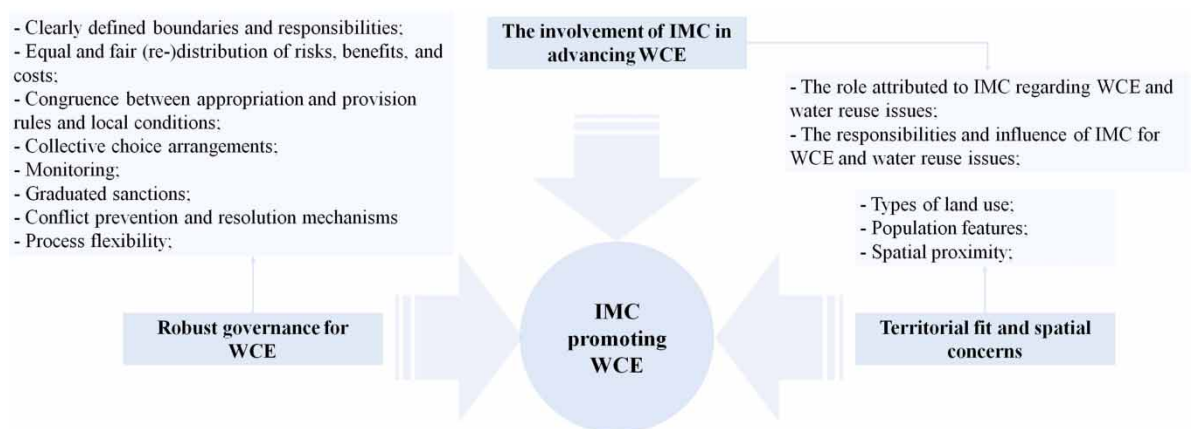 - Clearly defined boundaries and responsibilities;
- Equal and fair (re-)distribution of risks, benefits, and
costs;
- Congruence between appropriation and provision
rules and local conditions;
- Collective choice arrangements;
- Monitoring;
- Graduated sanctions;
- Conflict prevention and resolution mechanisms
- Process flexibility;
Robust governance for
WCE
The involvement of IMC in
advancing WCE
- The role attributed to IMC regarding WCE and
water reuse issues;
- The responsibilities and influence of IMC for
WCE and water reuse issues;
- Types of land use;
- Population features;
- Spatial proximity;
Territorial fit and spatial
concerns
IMC
promoting
WCE